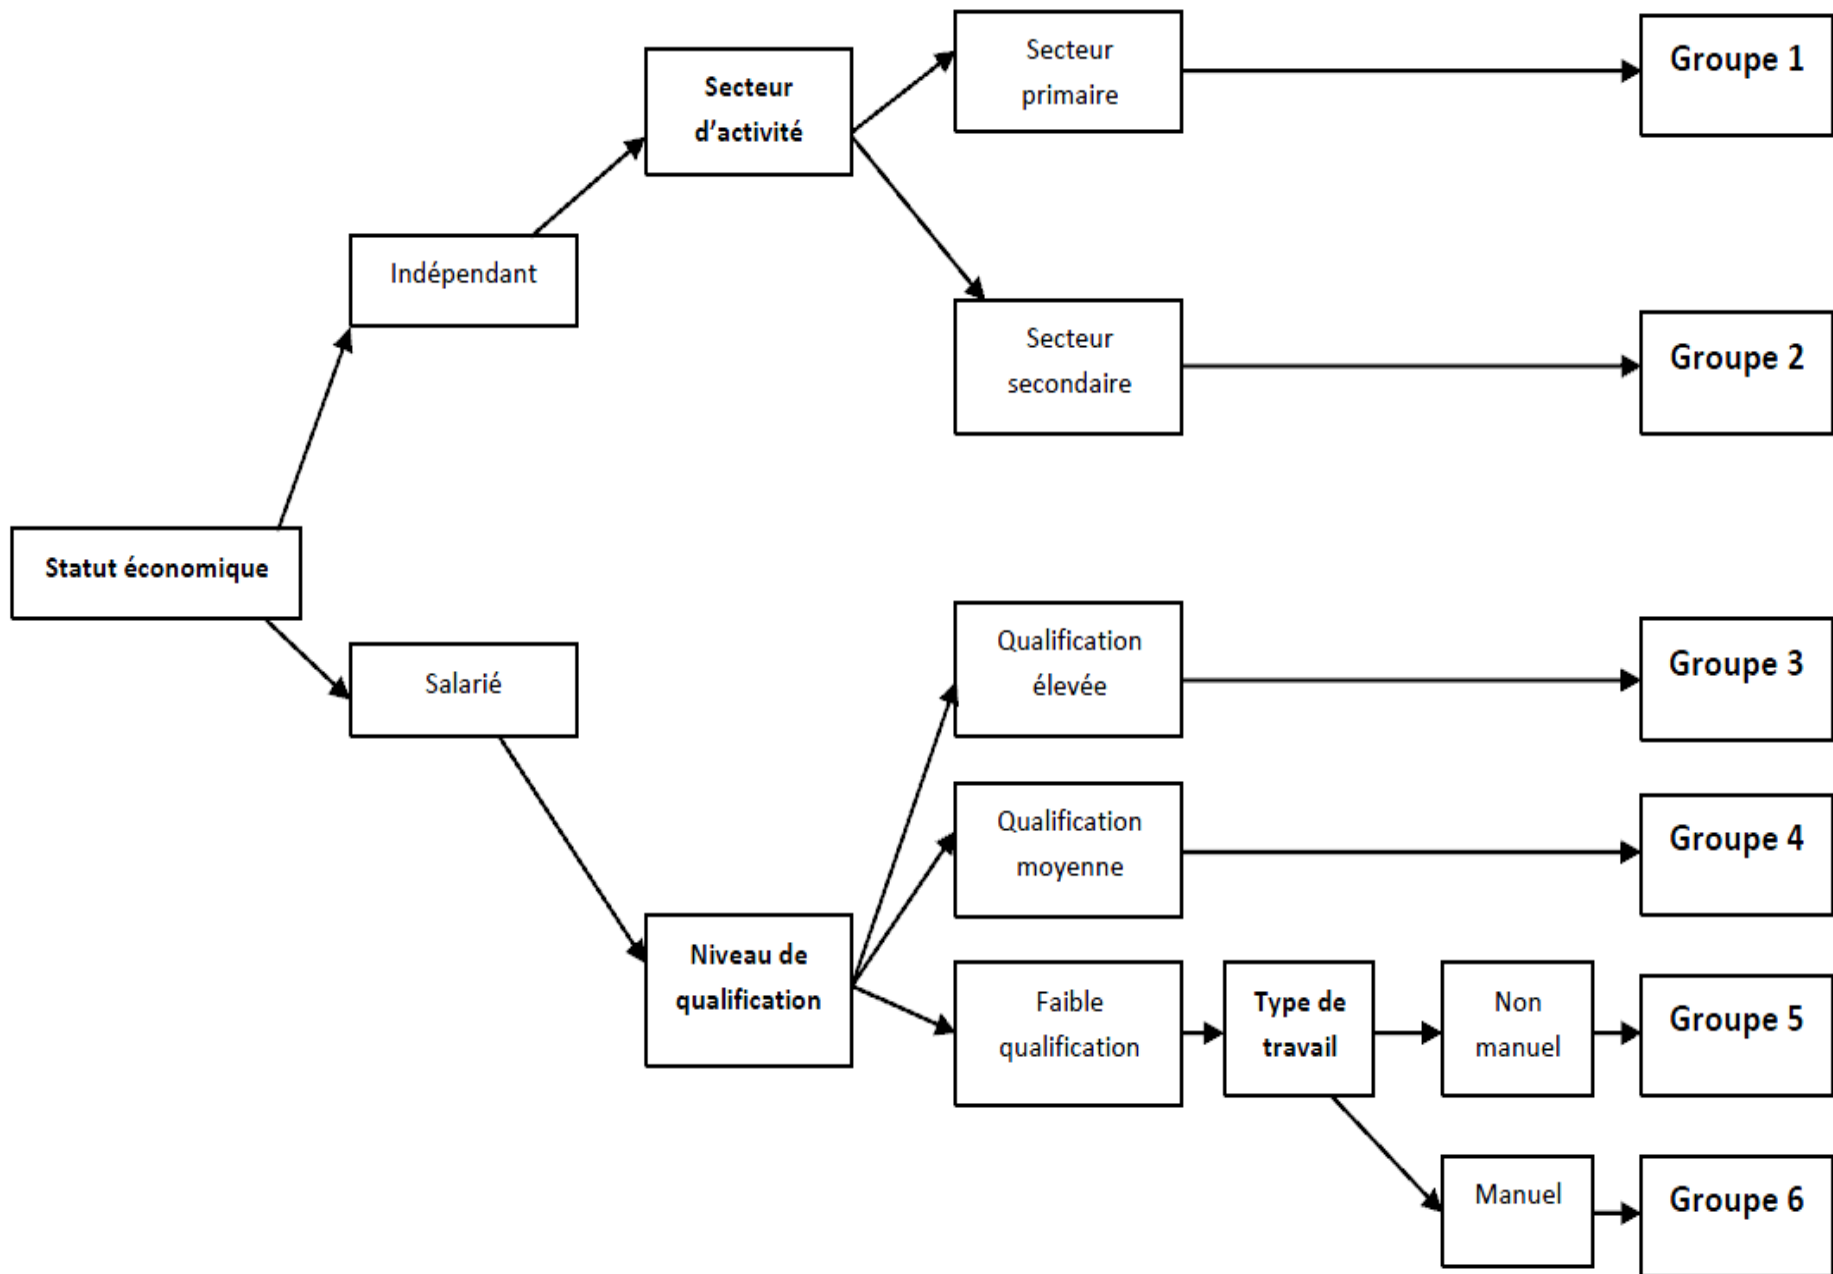 Secteur
primaire
Groupe 1
Secteur
d'activité
Indépendant
Secteur
secondaire
Groupe 2
Statut économique
Salarié
Qualification
élevée
Groupe 3
Qualification
moyenne
Groupe 4
Niveau de
qualification
Faible
qualification
Type de
travail
Non
manuel
Groupe 5
Manuel
Groupe 6